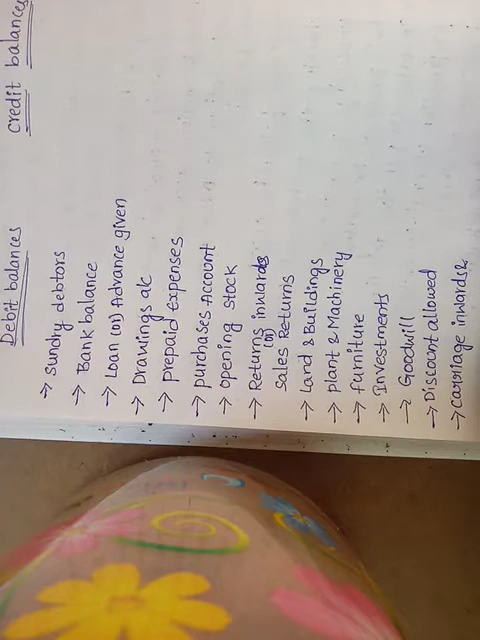 Debit balances
credit balances
→ Sundry debtors
→ Bank balance
→ Loan (or) Advance given
→ Drawings a/c
→ prepaid expenses
→ purchases Account
→ opening stock
→ Returns inwards
(or)
Sales Returns
→ Land & Buildings
→ plant & Machinery
→ furniture
→ Investments
→ Goodwill
→ Discount allowed
→ carriage inwards &